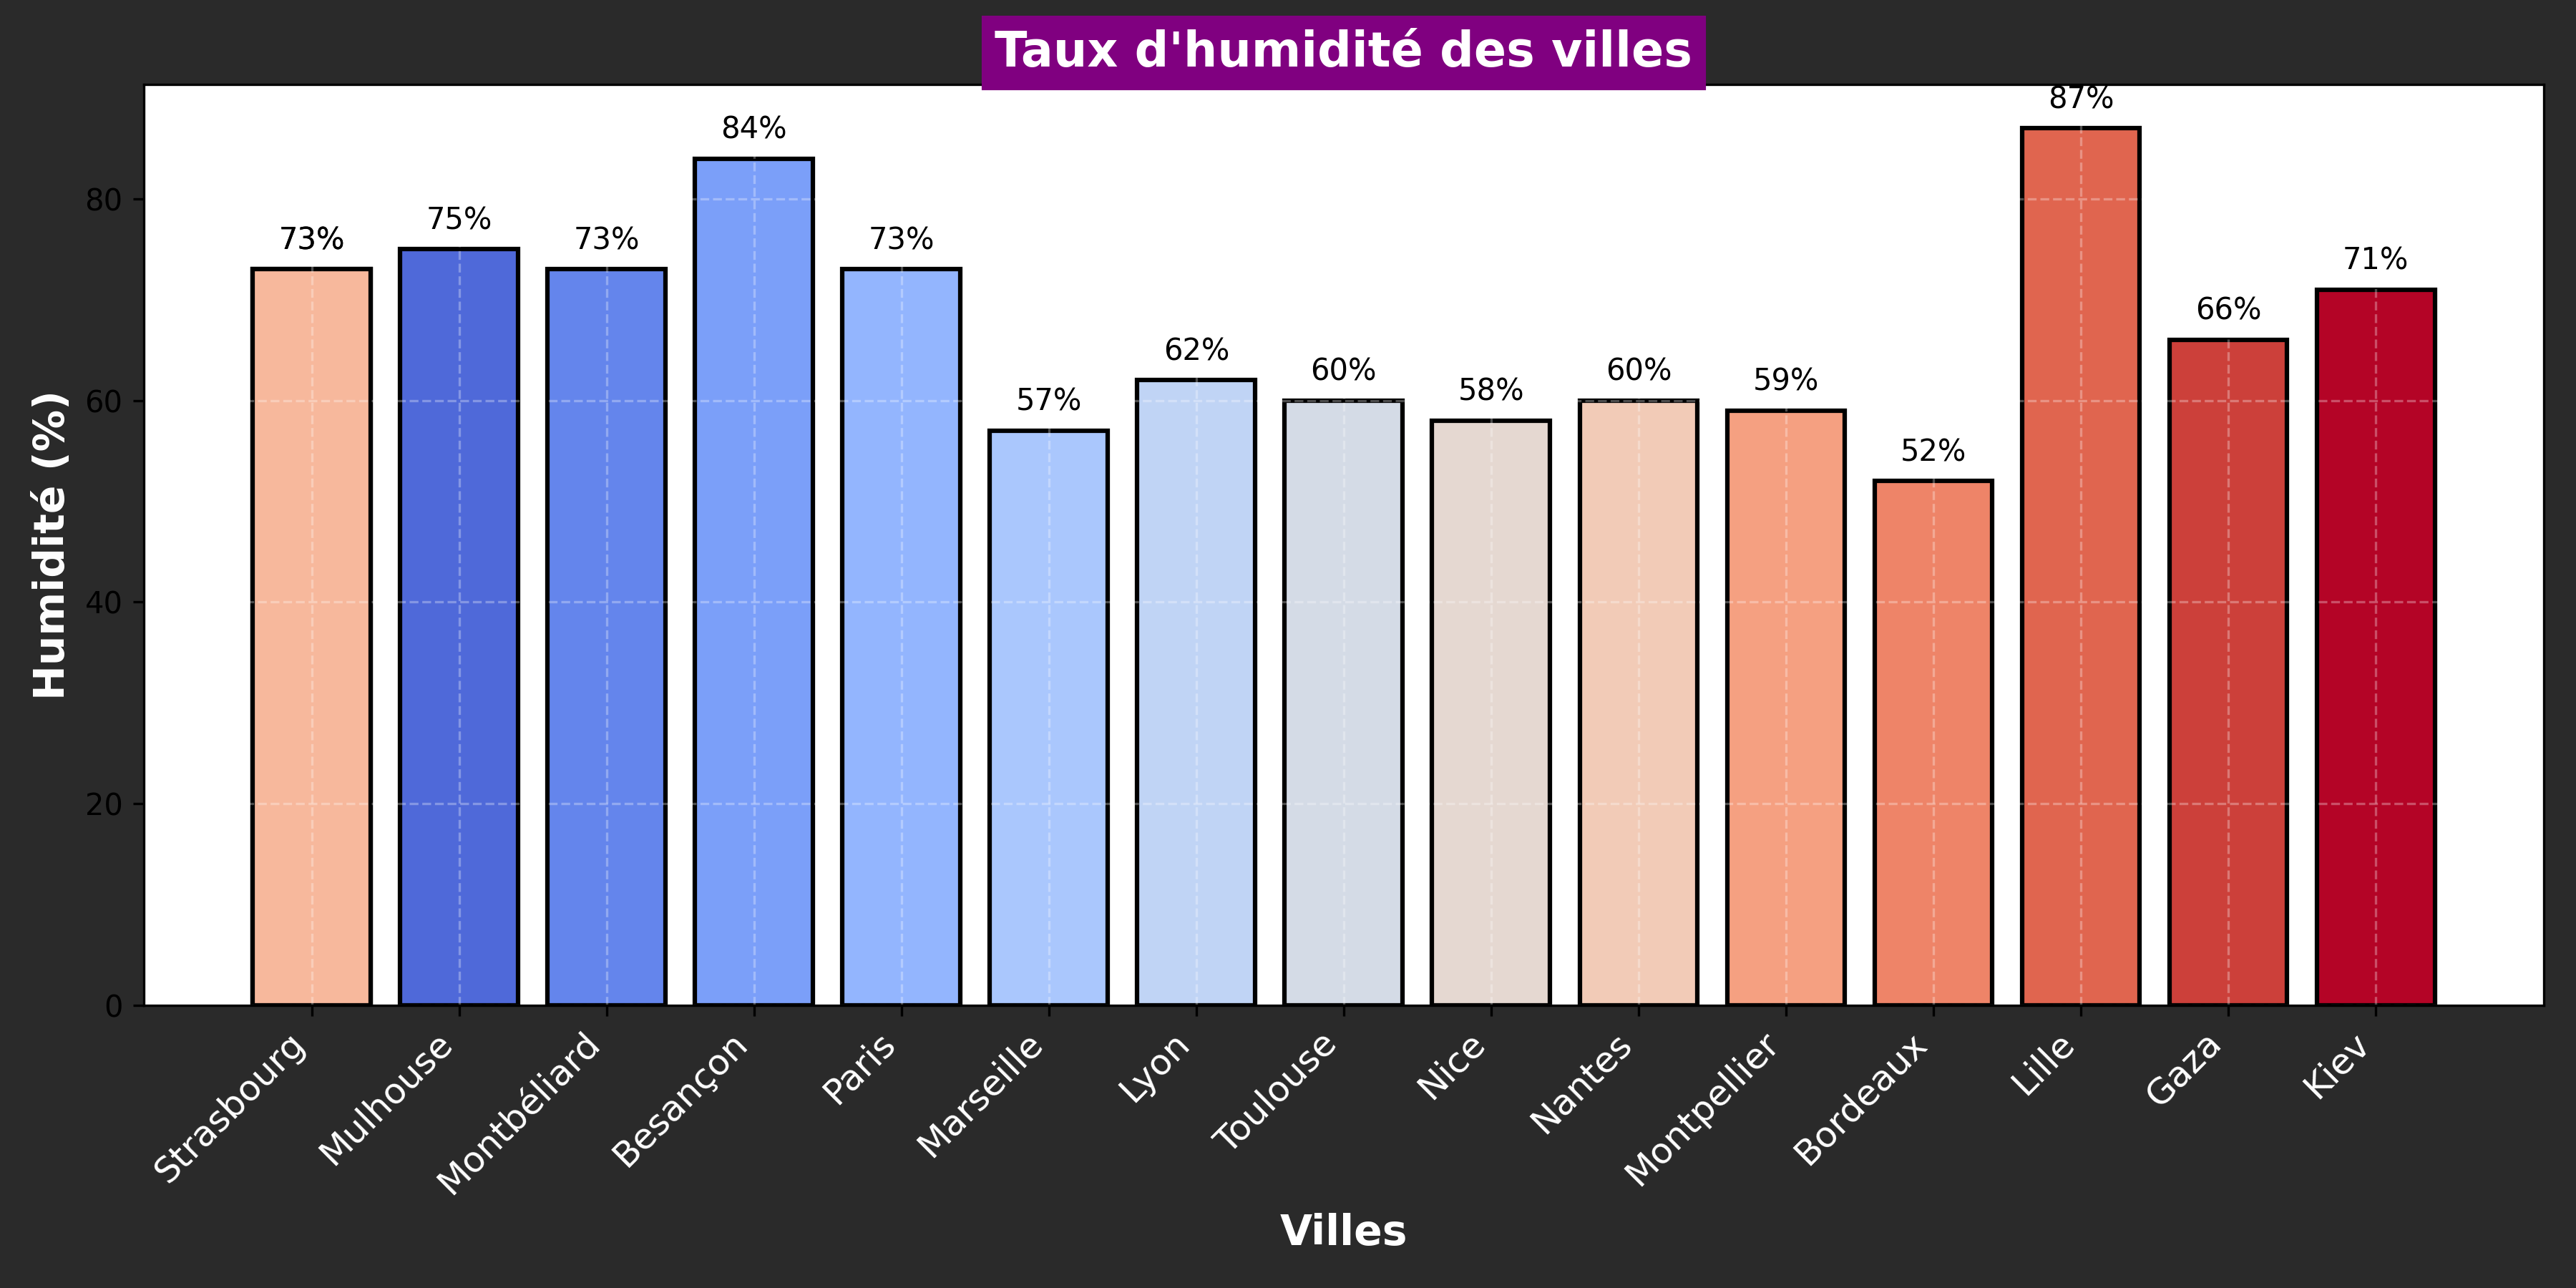 Taux d'humidité des villes
87%
84%
80
75%
73%
73%
73%
71%
66%
62%
60%
60%
59%
58%
57%
60
52%
Humidité (%)
40
20
0
Strasbourg
Mulhouse
Montbéliard
Besançon
Paris
Marseille
Lyon
Toulouse
Nice
Nantes
Montpellier
Bordeaux
Lille
Gaza
Kiev
Villes